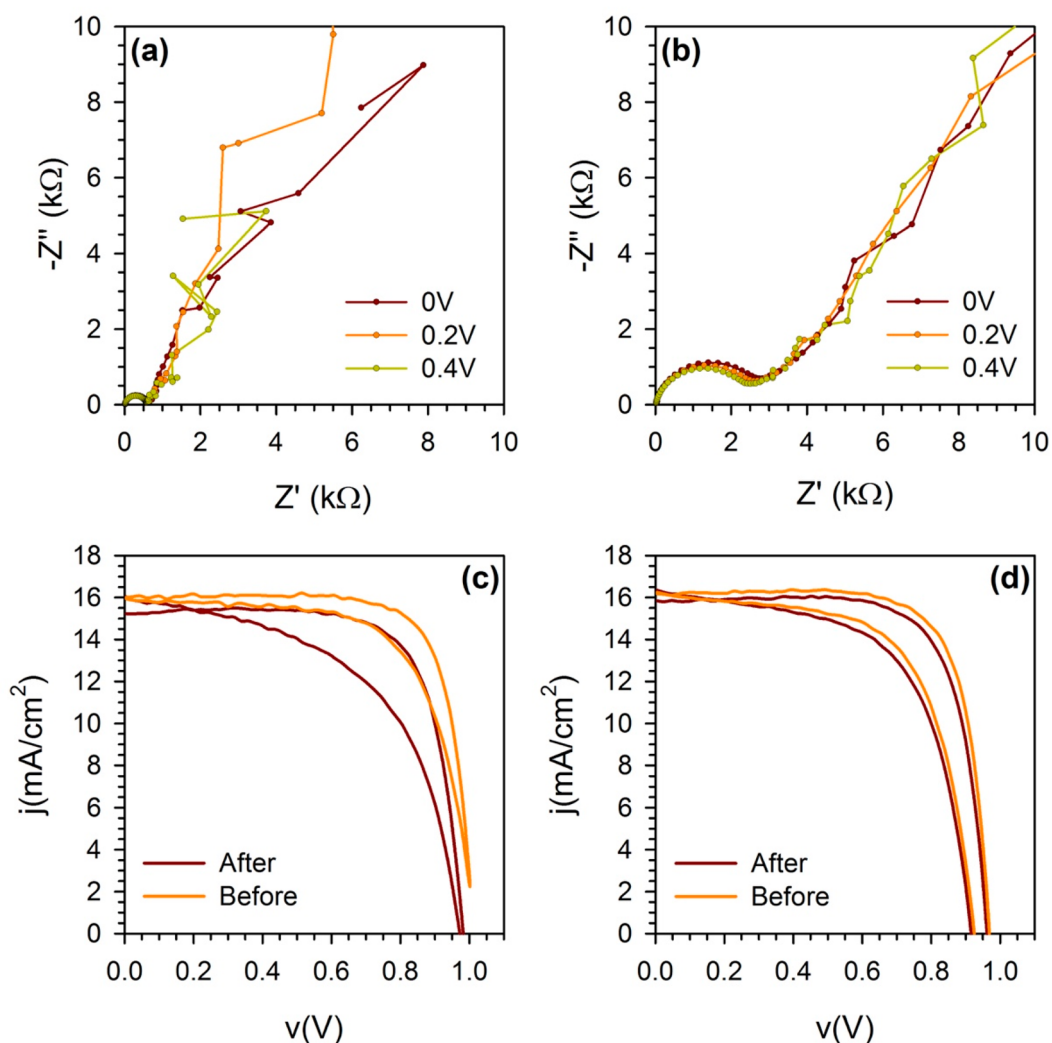 (a)
10
8
6
4
2
0
-Z" (kΩ)
0V
0.2V
0.4V
0 2 4 6 8 10
Z' (kΩ)
(b)
10
8
6
4
2
0
-Z" (kΩ)
0V
0.2V
0.4V
0 2 4 6 8 10
Z' (kΩ)
(c)
18
16
14
12
10
8
6
4
2
0
j(mA/cm²)
After
Before
0.0 0.2 0.4 0.6 0.8 1.0
v(V)
(d)
18
16
14
12
10
8
6
4
2
0
j(mA/cm²)
After
Before
0.0 0.2 0.4 0.6 0.8 1.0
v(V)